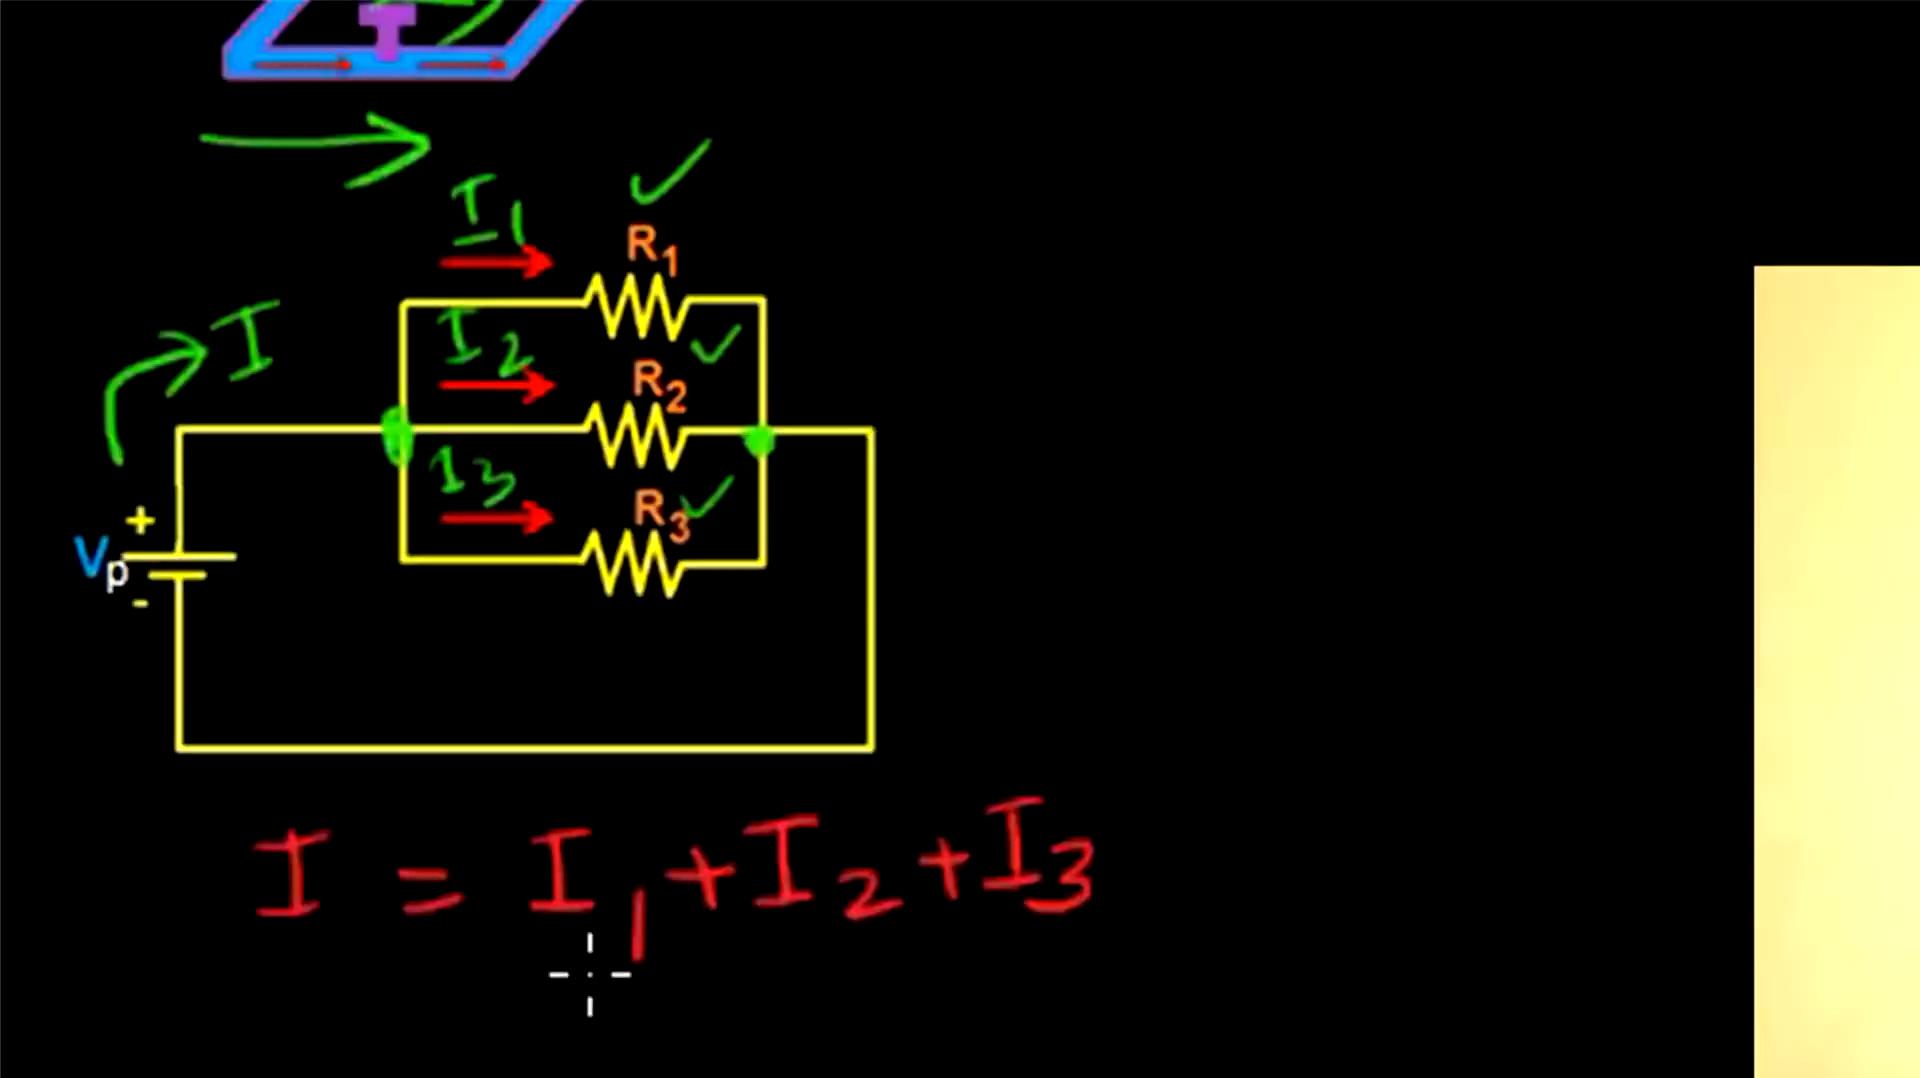 I1
R1
I
I2
R2
I3
R3
+
Vp
-
I = I1 + I2 + I3